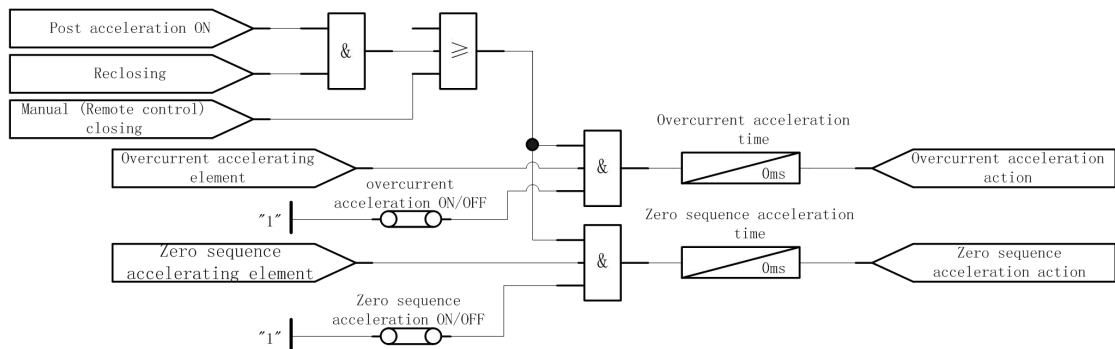 Post acceleration ON
&
≥
Reclosing
Manual (Remote control)
closing
Overcurrent accelerating
element
overcurrent
acceleration ON/OFF
"1"
&
Overcurrent acceleration
time
0ms
Overcurrent acceleration
action
Zero sequence
accelerating element
Zero sequence
acceleration ON/OFF
"1"
&
Zero sequence acceleration
time
0ms
Zero sequence
acceleration action